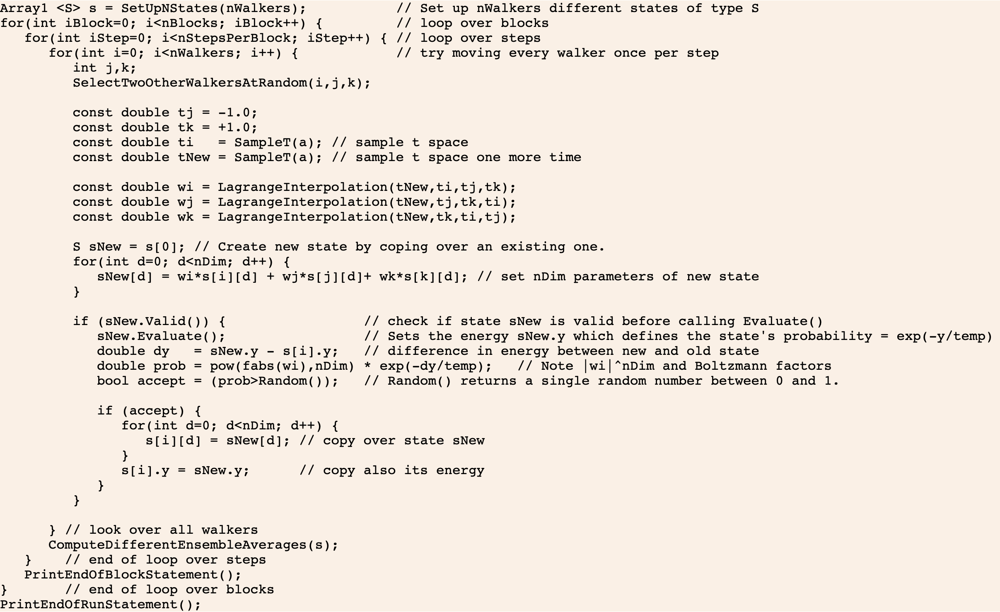 Array1 <S> s = SetUpNStates(nWalkers);            // Set up nWalkers different states of type S
for(int iBlock=0; i<nBlocks; iBlock++) {          // loop over blocks
   for(int iStep=0; i<nStepsPerBlock; iStep++) {  // loop over steps
      for(int i=0; i<nWalkers; i++) {             // try moving every walker once per step
         int j,k;
         SelectTwoOtherWalkersAtRandom(i,j,k);

         const double tj = -1.0;
         const double tk = +1.0;
         const double ti   = SampleT(a); // sample t space
         const double tNew = SampleT(a); // sample t space one more time

         const double wi = LagrangeInterpolation(tNew,ti,tj,tk);
         const double wj = LagrangeInterpolation(tNew,tj,tk,ti);
         const double wk = LagrangeInterpolation(tNew,tk,ti,tj);

         S sNew = s[0]; // Create new state by coping over an existing one.
         for(int d=0; d<nDim; d++) {
            sNew[d] = wi*s[i][d] + wj*s[j][d]+ wk*s[k][d]; // set nDim parameters of new state
         }

         if (sNew.Valid()) {                 // check if state sNew is valid before calling Evaluate()
            sNew.Evaluate();                 // Sets the energy sNew.y which defines the state's probability = exp(-y/temp)
            double dy   = sNew.y - s[i].y;   // difference in energy between new and old state
            double prob = pow(fabs(wi),nDim) * exp(-dy/temp);   // Note |wi|^nDim and Boltzmann factors
            bool accept = (prob>Random());   // Random() returns a single random number between 0 and 1.

            if (accept) {
               for(int d=0; d<nDim; d++) {
                  s[i][d] = sNew[d]; // copy over state sNew
               }
               s[i].y = sNew.y;      // copy also its energy
            }
         }

      } // look over all walkers
      ComputeDifferentEnsembleAverages(s);
   }    // end of loop over steps
   PrintEndOfBlockStatement();
}       // end of loop over blocks
PrintEndOfRunStatement();